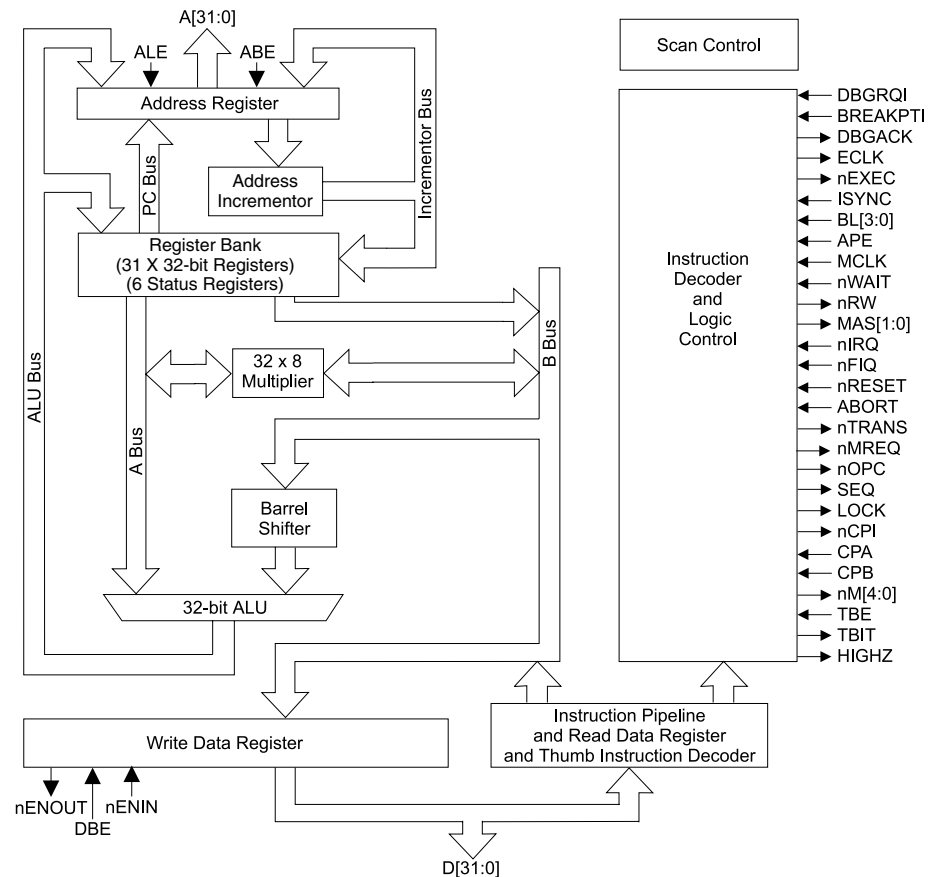 A[31:0]
ALE
ABE
Scan Control
Address Register
PC Bus
Address
Incrementor
Incrementor Bus
Register Bank
(31 X 32-bit Registers)
(6 Status Registers)
ALU Bus
A Bus
32 x 8
Multiplier
B Bus
Barrel
Shifter
32-bit ALU
Write Data Register
nENOUT
DBE
nENIN
Instruction Pipeline
and Read Data Register
and Thumb Instruction Decoder
D[31:0]
Instruction
Decoder
and
Logic
Control
DBGRQI
BREAKPTI
DBGACK
ECLK
nEXEC
ISYNC
BL[3:0]
APE
MCLK
nWAIT
nRW
MAS[1:0]
nIRQ
nFIQ
nRESET
ABORT
nTRANS
nMREQ
nOPC
SEQ
LOCK
nCPI
CPA
CPB
nM[4:0]
TBE
TBIT
HIGHZ